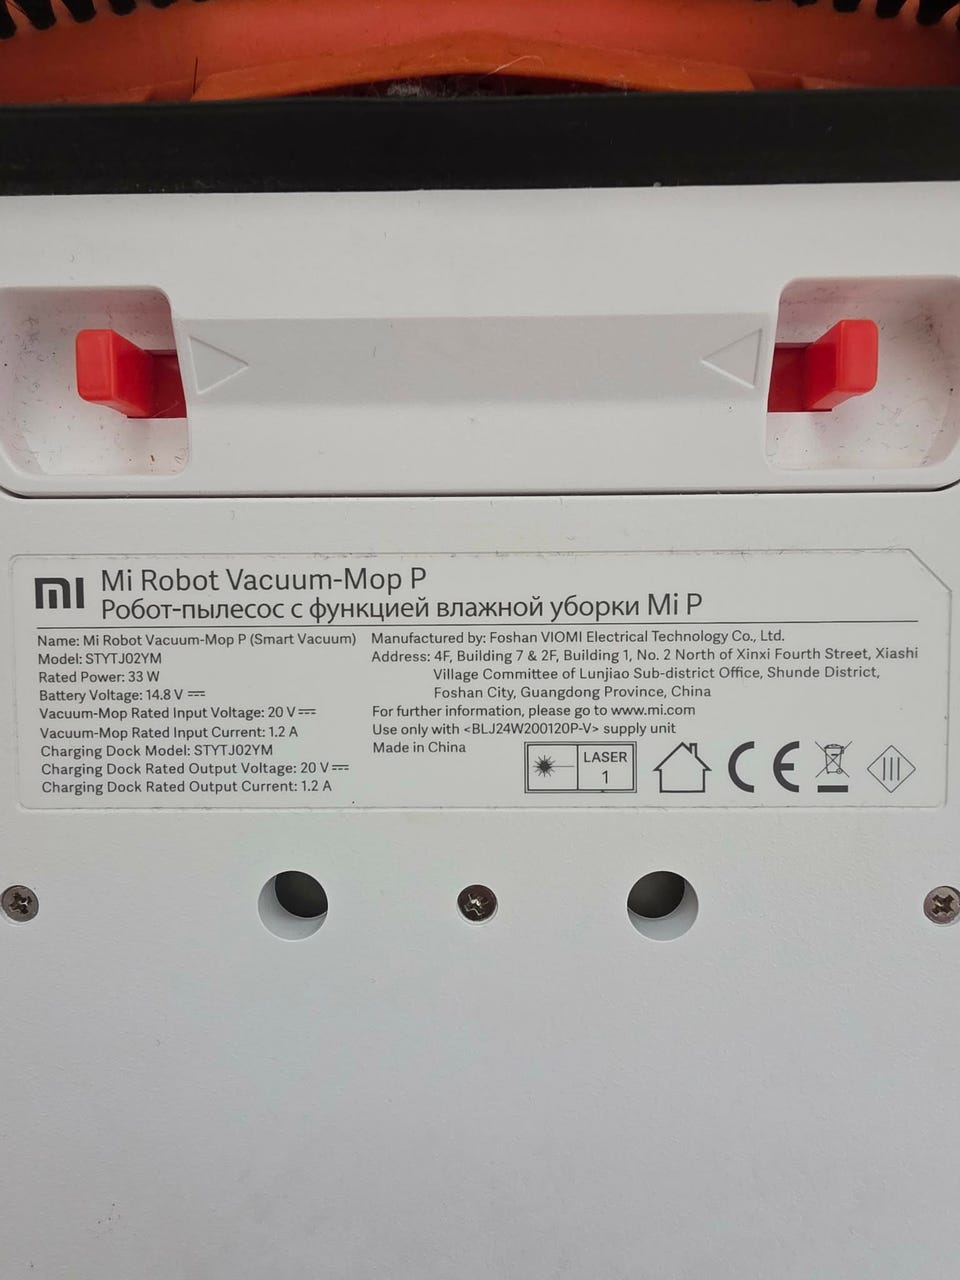 mi Mi Robot Vacuum-Mop P
Робот-пылесос с функцией влажной уборки Mi P
Name: Mi Robot Vacuum-Mop P (Smart Vacuum)
Model: STYTJ02YM
Rated Power: 33 W
Battery Voltage: 14.8 V ⎓
Vacuum-Mop Rated Input Voltage: 20 V ⎓
Vacuum-Mop Rated Input Current: 1.2 A
Charging Dock Model: STYTJ02YM
Charging Dock Rated Output Voltage: 20 V ⎓
Charging Dock Rated Output Current: 1.2 A
Manufactured by: Foshan VIOMI Electrical Technology Co., Ltd.
Address: 4F, Building 7 & 2F, Building 1, No. 2 North of Xinxi Fourth Street, Xiashi
Village Committee of Lunjiao Sub-district Office, Shunde District,
Foshan City, Guangdong Province, China
For further information, please go to www.mi.com
Use only with <BLJ24W200120P-V> supply unit
Made in China
LASER
1
CE
III